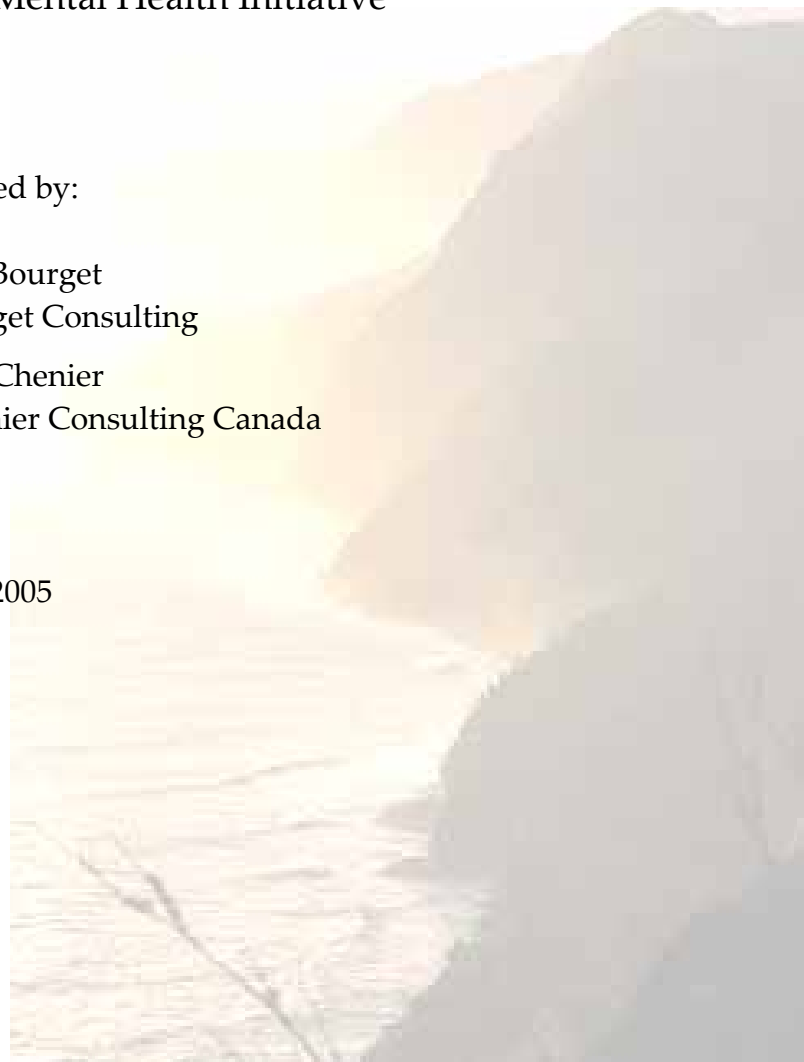 Mental Health Initiative
ed by:
Bourget
get Consulting
Chenier
ier Consulting Canada
2005